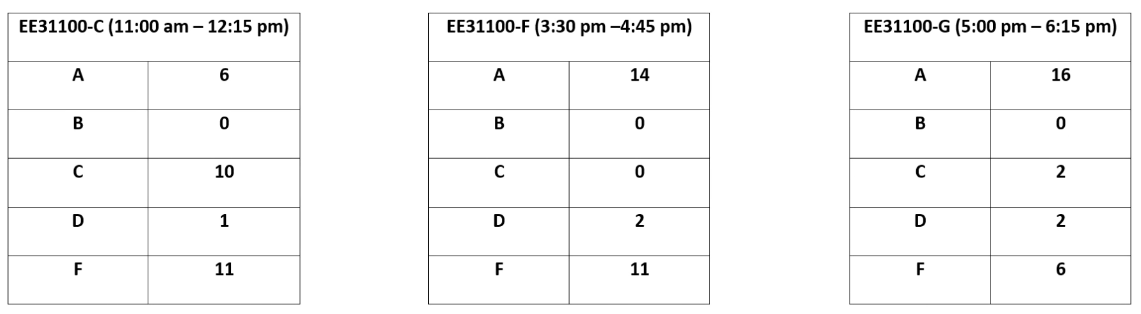 EE31100-C (11:00 am – 12:15 pm)
A 6
B 0
C 10
D 1
F 11
EE31100-F (3:30 pm –4:45 pm)
A 14
B 0
C 0
D 2
F 11
EE31100-G (5:00 pm – 6:15 pm)
A 16
B 0
C 2
D 2
F 6